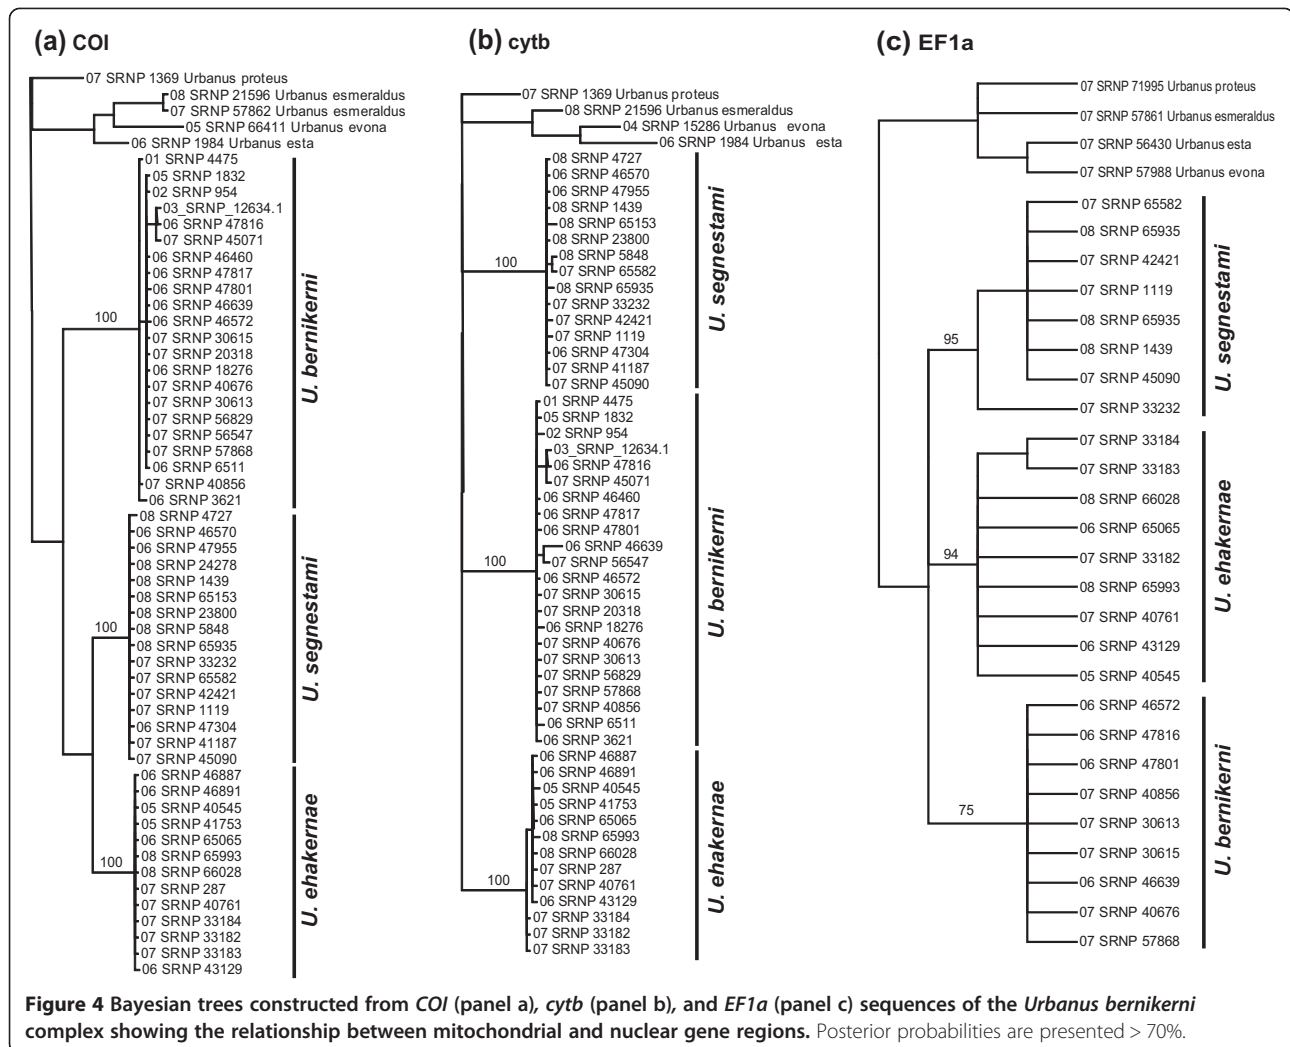 (a) COI
07 SRNP 1369 Urbanus proteus
08 SRNP 21596 Urbanus esmeraldus
07 SRNP 57862 Urbanus esmeraldus
05 SRNP 66411 Urbanus evona
06 SRNP 1984 Urbanus esta
01 SRNP 4475
05 SRNP 1832
02 SRNP 954
03_SRNP_12634.1
06 SRNP 47816
07 SRNP 45071
06 SRNP 46460
06 SRNP 47817
06 SRNP 47801
06 SRNP 46639
06 SRNP 46572
07 SRNP 30615
07 SRNP 20318
06 SRNP 18276
07 SRNP 40676
07 SRNP 30613
07 SRNP 56829
07 SRNP 56547
07 SRNP 57868
06 SRNP 6511
07 SRNP 40856
06 SRNP 3621
100
U. bernikerni
08 SRNP 4727
06 SRNP 46570
06 SRNP 47955
08 SRNP 24278
08 SRNP 1439
08 SRNP 65153
08 SRNP 23800
08 SRNP 5848
08 SRNP 65935
07 SRNP 33232
07 SRNP 65582
07 SRNP 42421
07 SRNP 1119
06 SRNP 47304
07 SRNP 41187
07 SRNP 45090
100
U. segnestami
06 SRNP 46887
06 SRNP 46891
05 SRNP 40545
05 SRNP 41753
06 SRNP 65065
08 SRNP 65993
08 SRNP 66028
07 SRNP 287
07 SRNP 40761
07 SRNP 33184
07 SRNP 33182
07 SRNP 33183
06 SRNP 43129
100
U. ehakernae
(b) cytb
07 SRNP 1369 Urbanus proteus
08 SRNP 21596 Urbanus esmeraldus
04 SRNP 15286 Urbanus evona
06 SRNP 1984 Urbanus esta
08 SRNP 4727
06 SRNP 46570
06 SRNP 47955
08 SRNP 1439
08 SRNP 65153
08 SRNP 23800
08 SRNP 5848
07 SRNP 65582
08 SRNP 65935
07 SRNP 33232
07 SRNP 42421
07 SRNP 1119
06 SRNP 47304
07 SRNP 41187
07 SRNP 45090
100
U. segnestami
01 SRNP 4475
05 SRNP 1832
02 SRNP 954
03_SRNP_12634.1
06 SRNP 47816
07 SRNP 45071
06 SRNP 46460
06 SRNP 47817
06 SRNP 47801
06 SRNP 46639
07 SRNP 56547
06 SRNP 46572
07 SRNP 30615
07 SRNP 20318
06 SRNP 18276
07 SRNP 40676
07 SRNP 30613
07 SRNP 56829
07 SRNP 57868
07 SRNP 40856
06 SRNP 6511
06 SRNP 3621
100
U. bernikerni
06 SRNP 46887
06 SRNP 46891
05 SRNP 40545
05 SRNP 41753
06 SRNP 65065
08 SRNP 65993
08 SRNP 66028
07 SRNP 287
07 SRNP 40761
06 SRNP 43129
07 SRNP 33184
07 SRNP 33182
07 SRNP 33183
100
U. ehakernae
(c) EF1a
07 SRNP 71995 Urbanus proteus
07 SRNP 57861 Urbanus esmeraldus
07 SRNP 56430 Urbanus esta
07 SRNP 57988 Urbanus evona
07 SRNP 65582
08 SRNP 65935
07 SRNP 42421
07 SRNP 1119
08 SRNP 65935
08 SRNP 1439
07 SRNP 45090
07 SRNP 33232
95
U. segnestami
07 SRNP 33184
07 SRNP 33183
08 SRNP 66028
06 SRNP 65065
07 SRNP 33182
08 SRNP 65993
07 SRNP 40761
06 SRNP 43129
05 SRNP 40545
94
U. ehakernae
06 SRNP 46572
06 SRNP 47816
06 SRNP 47801
07 SRNP 40856
07 SRNP 30613
07 SRNP 30615
06 SRNP 46639
07 SRNP 40676
07 SRNP 57868
75
U. bernikerni
Figure 4 Bayesian trees constructed from COI (panel a), cytb (panel b), and EF1a (panel c) sequences of the Urbanus bernikerni
complex showing the relationship between mitochondrial and nuclear gene regions. Posterior probabilities are presented > 70%.